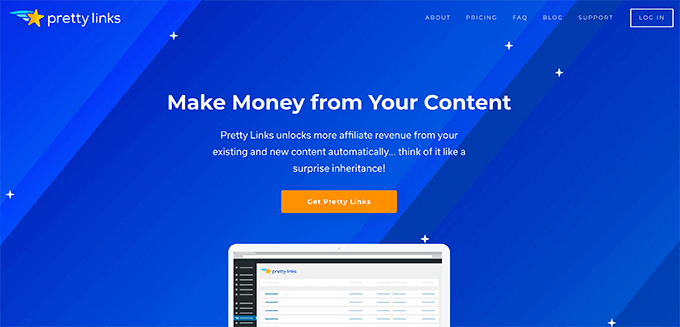 pretty links
ABOUT PRICING FAQ BLOG SUPPORT LOG IN
Make Money from Your Content
Pretty Links unlocks more affiliate revenue from your
existing and new content automatically... think of it like a
surprise inheritance!
Get Pretty Links
pretty links